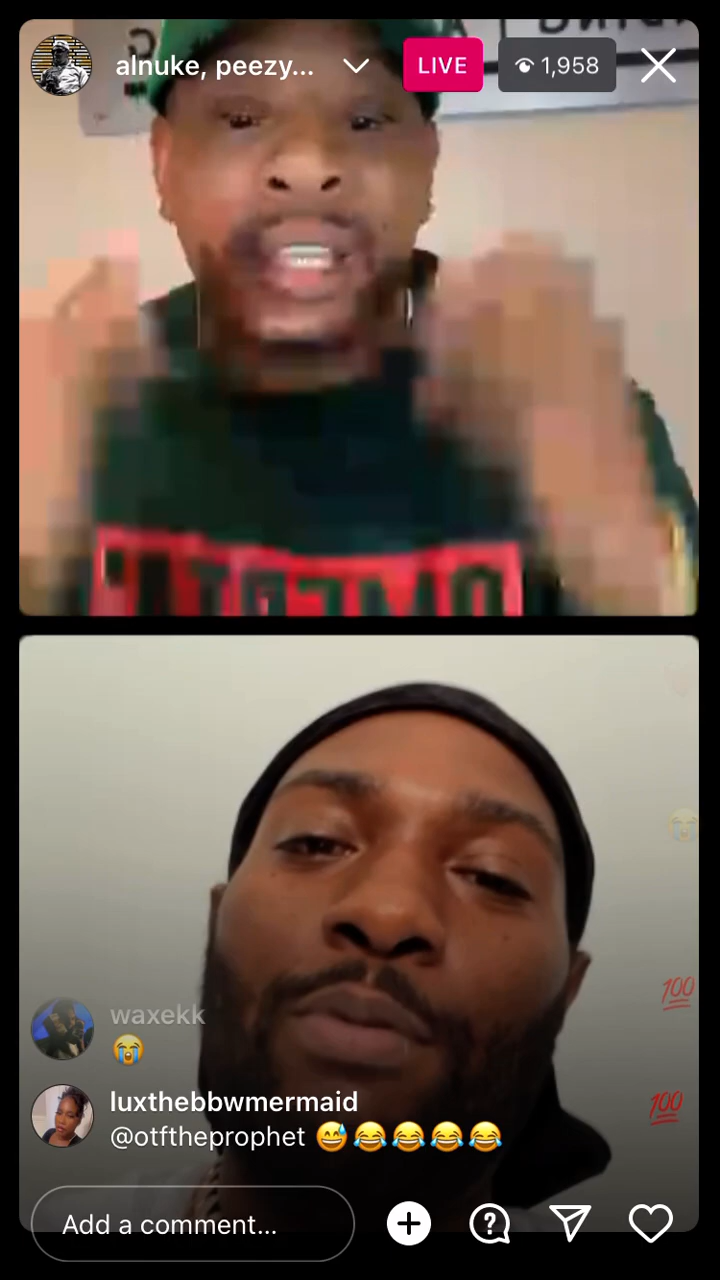 alnuke, peezy...
LIVE
1,958
waxekk
😭
luxthebbwmermaid
@otftheprophet 😅😂😂😂😂
Add a comment...